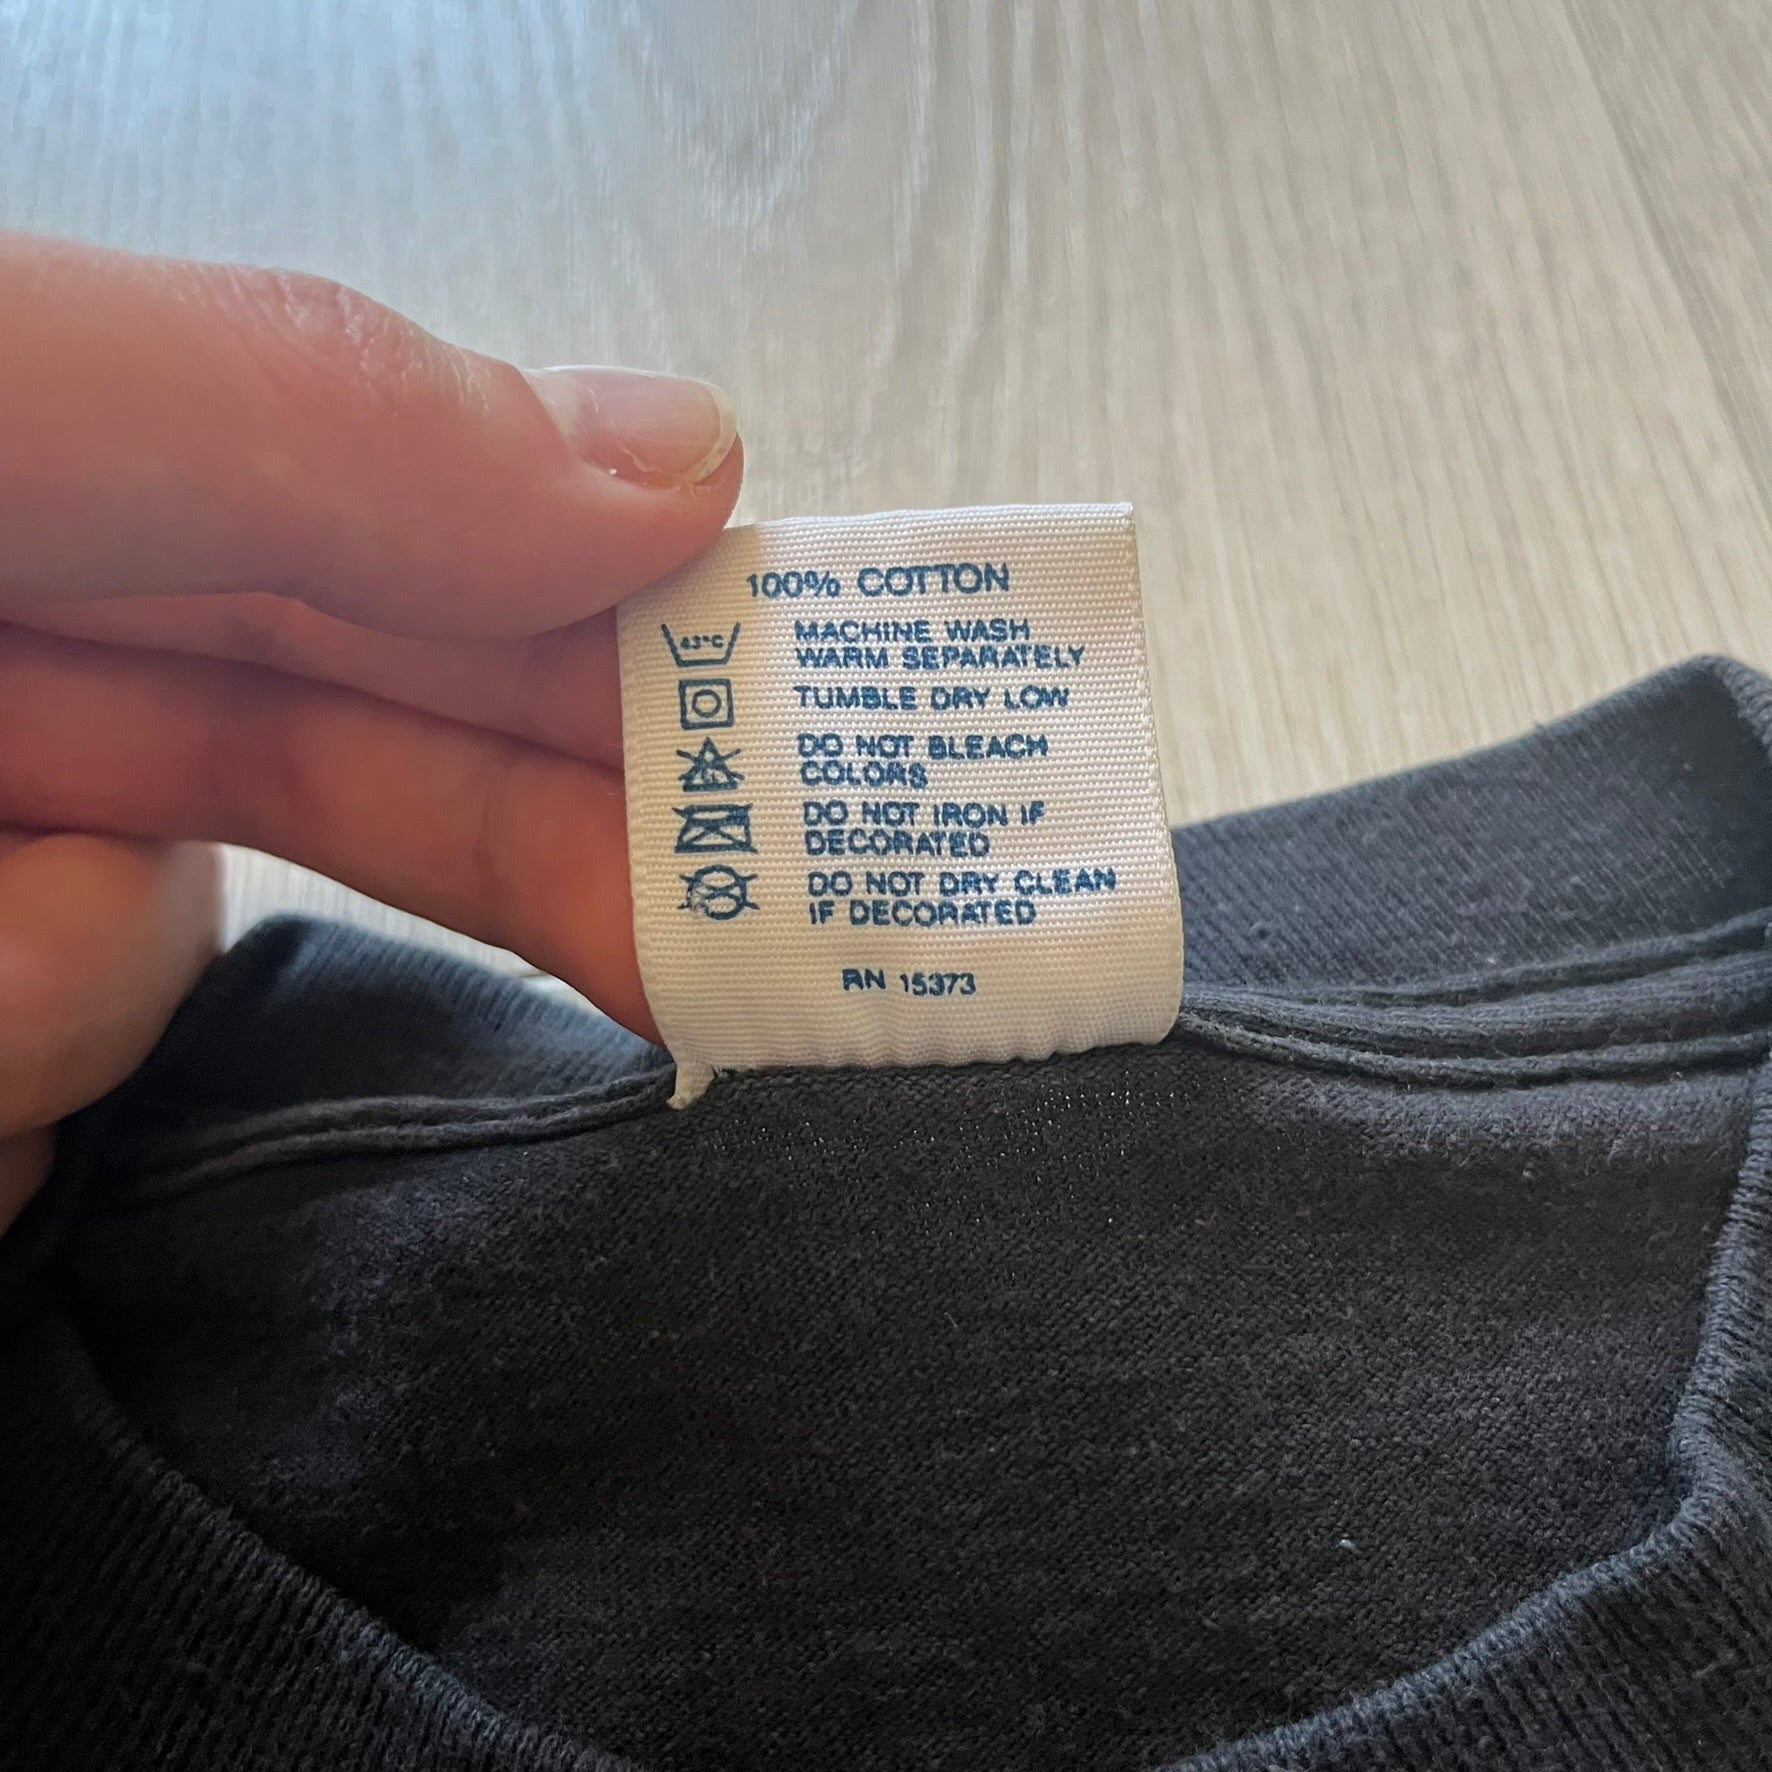 100% COTTON
43°C
MACHINE WASH
WARM SEPARATELY
TUMBLE DRY LOW
DO NOT BLEACH
COLORS
DO NOT IRON IF
DECORATED
DO NOT DRY CLEAN
IF DECORATED
RN 15373